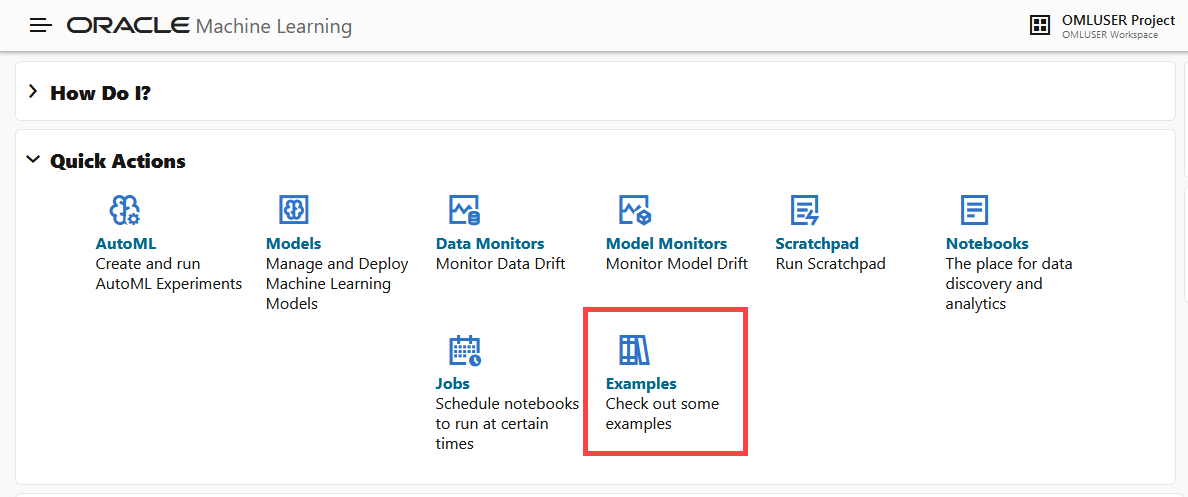 ORACLE Machine Learning
OMLUSER Project
OMLUSER Workspace
How Do I?
Quick Actions
AutoML
Create and run
AutoML Experiments
Models
Manage and Deploy
Machine Learning
Models
Data Monitors
Monitor Data Drift
Model Monitors
Monitor Model Drift
Scratchpad
Run Scratchpad
Notebooks
The place for data
discovery and
analytics
Jobs
Schedule notebooks
to run at certain
times
Examples
Check out some
examples